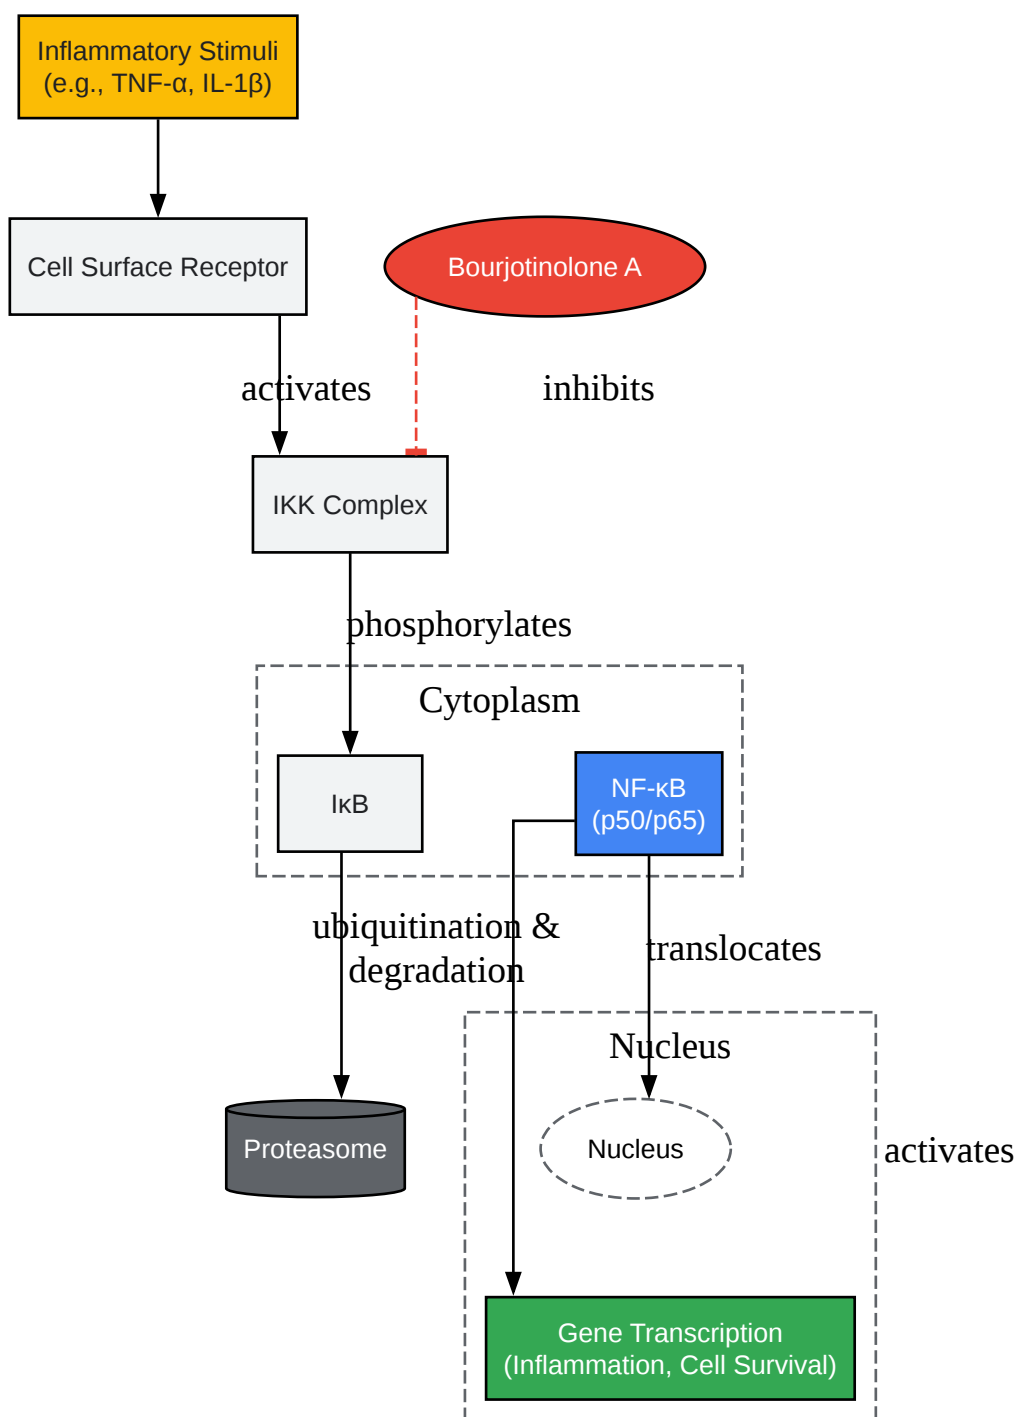 Inflammatory Stimuli
(e.g., TNF-α, IL-1β)
Cell Surface Receptor
Bourjotinolone A
activates
inhibits
IKK Complex
phosphorylates
Cytoplasm
IκB
NF-κB
(p50/p65)
ubiquitination &
degradation
translocates
Nucleus
Proteasome
Nucleus
activates
Gene Transcription
(Inflammation, Cell Survival)